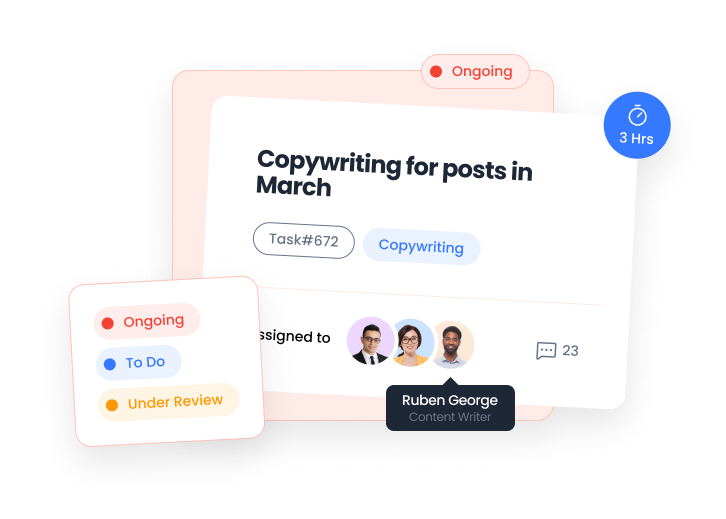 Ongoing
3 Hrs
Copywriting for posts in
March
Task#672
Copywriting
Ongoing
To Do
Under Review
ssigned to
23
Ruben George
Content Writer